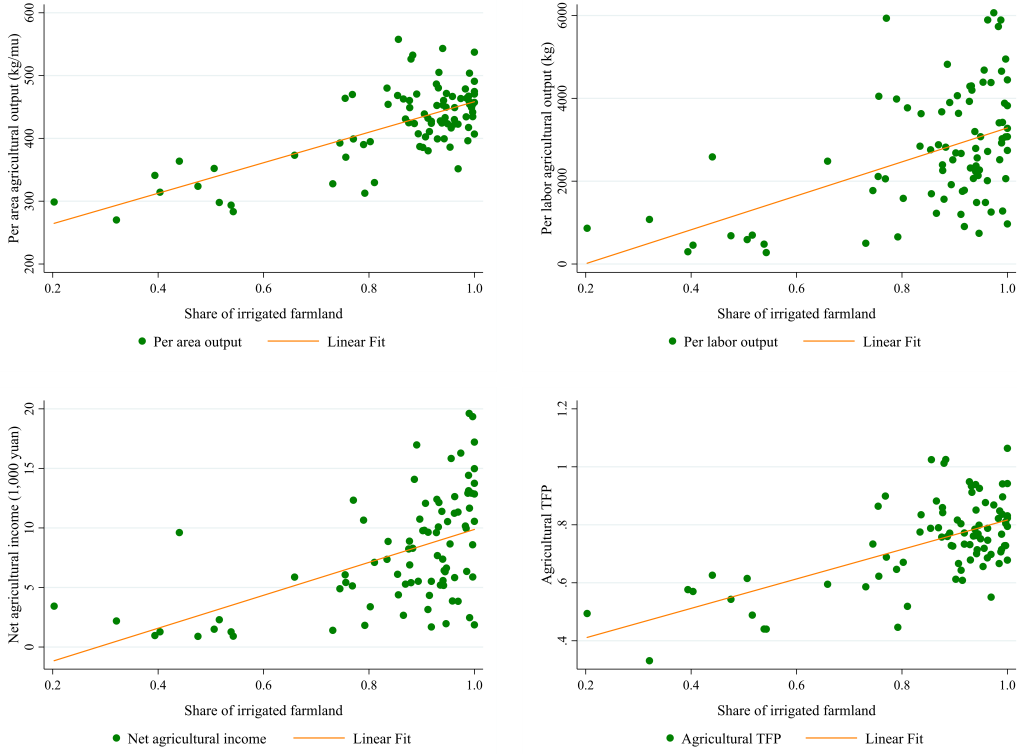 Per area agricultural output (kg/mu)
600
500
400
300
200
0.2 0.4 0.6 0.8 1.0
Share of irrigated farmland
Per area output Linear Fit
Per labor agricultural output (kg)
6000
4000
2000
0
0.2 0.4 0.6 0.8 1.0
Share of irrigated farmland
Per labor output Linear Fit
Net agricultural income (1,000 yuan)
20
15
10
5
0
0.2 0.4 0.6 0.8 1.0
Share of irrigated farmland
Net agricultural income Linear Fit
Agricultural TFP
1.2
1
.8
.6
.4
0.2 0.4 0.6 0.8 1.0
Share of irrigated farmland
Agricultural TFP Linear Fit